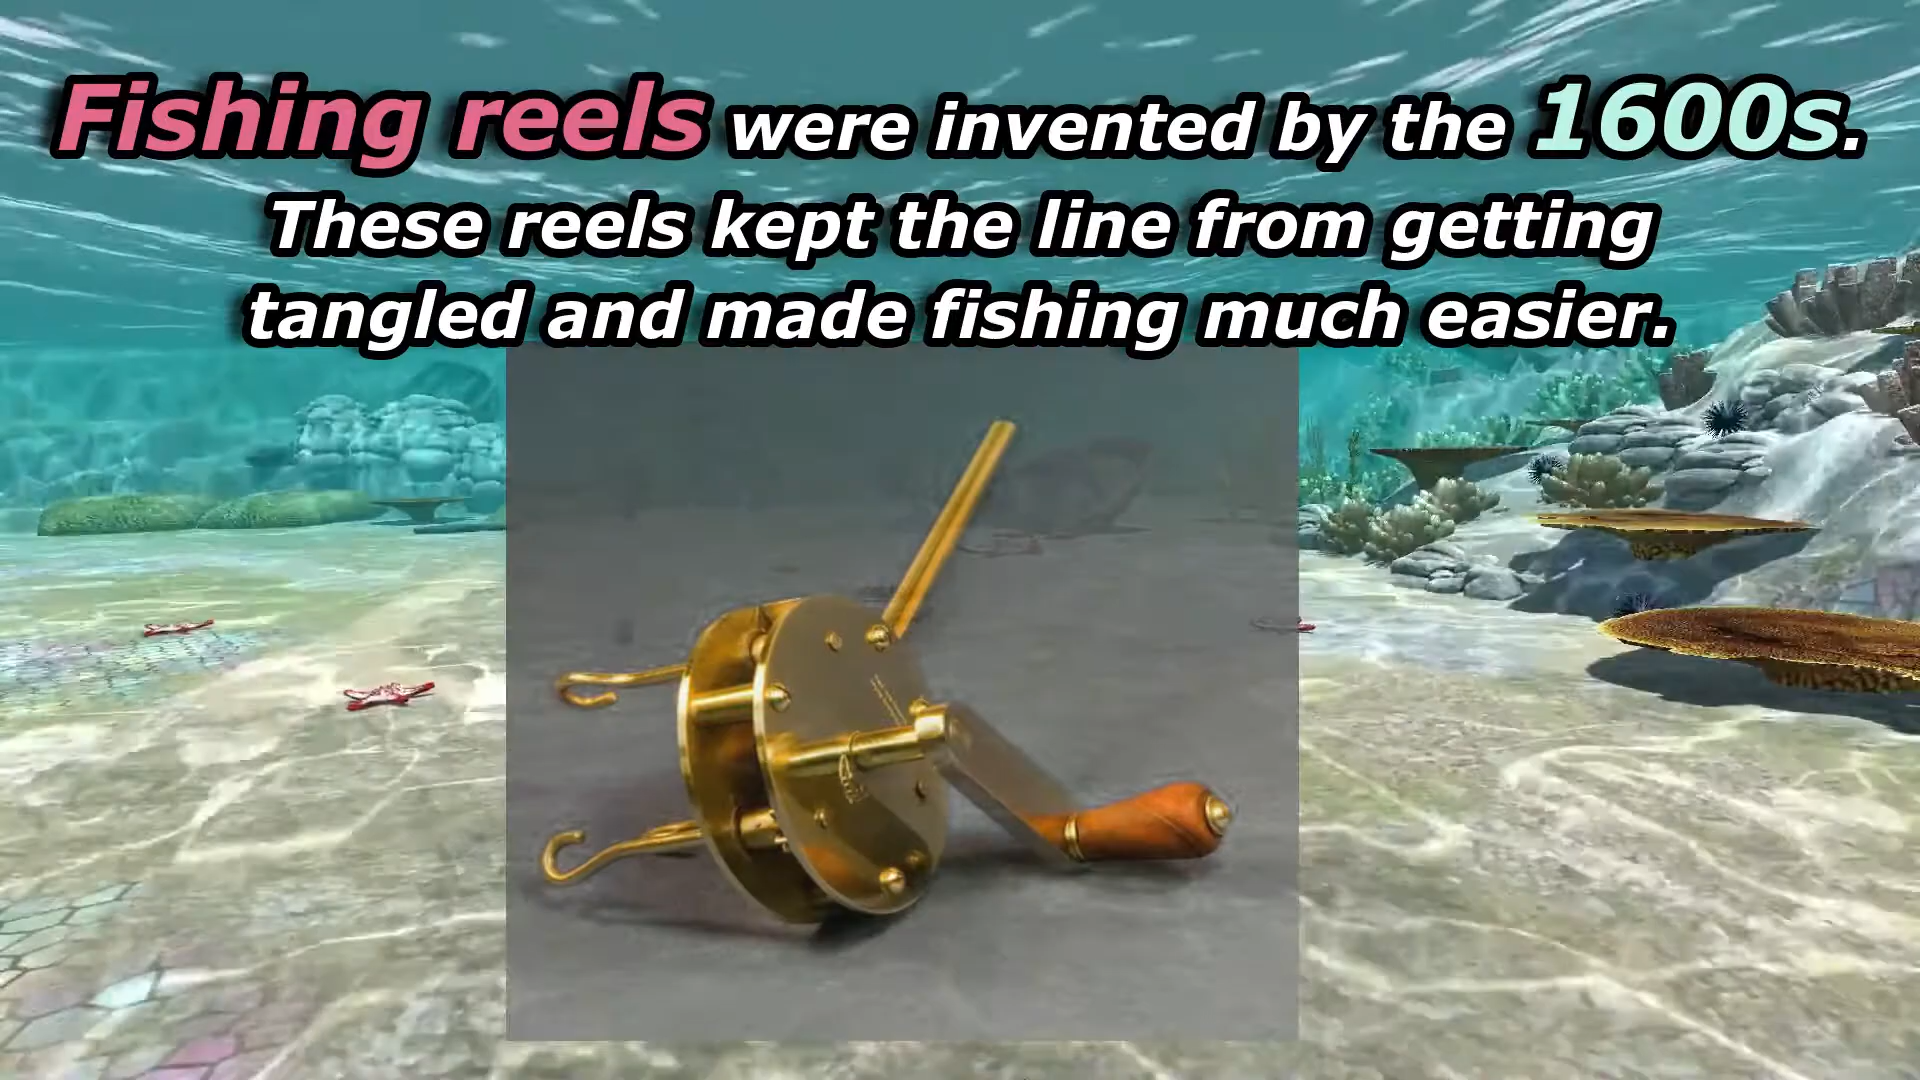 Fishing reels were invented by the 1600s.
These reels kept the line from getting
tangled and made fishing much easier.